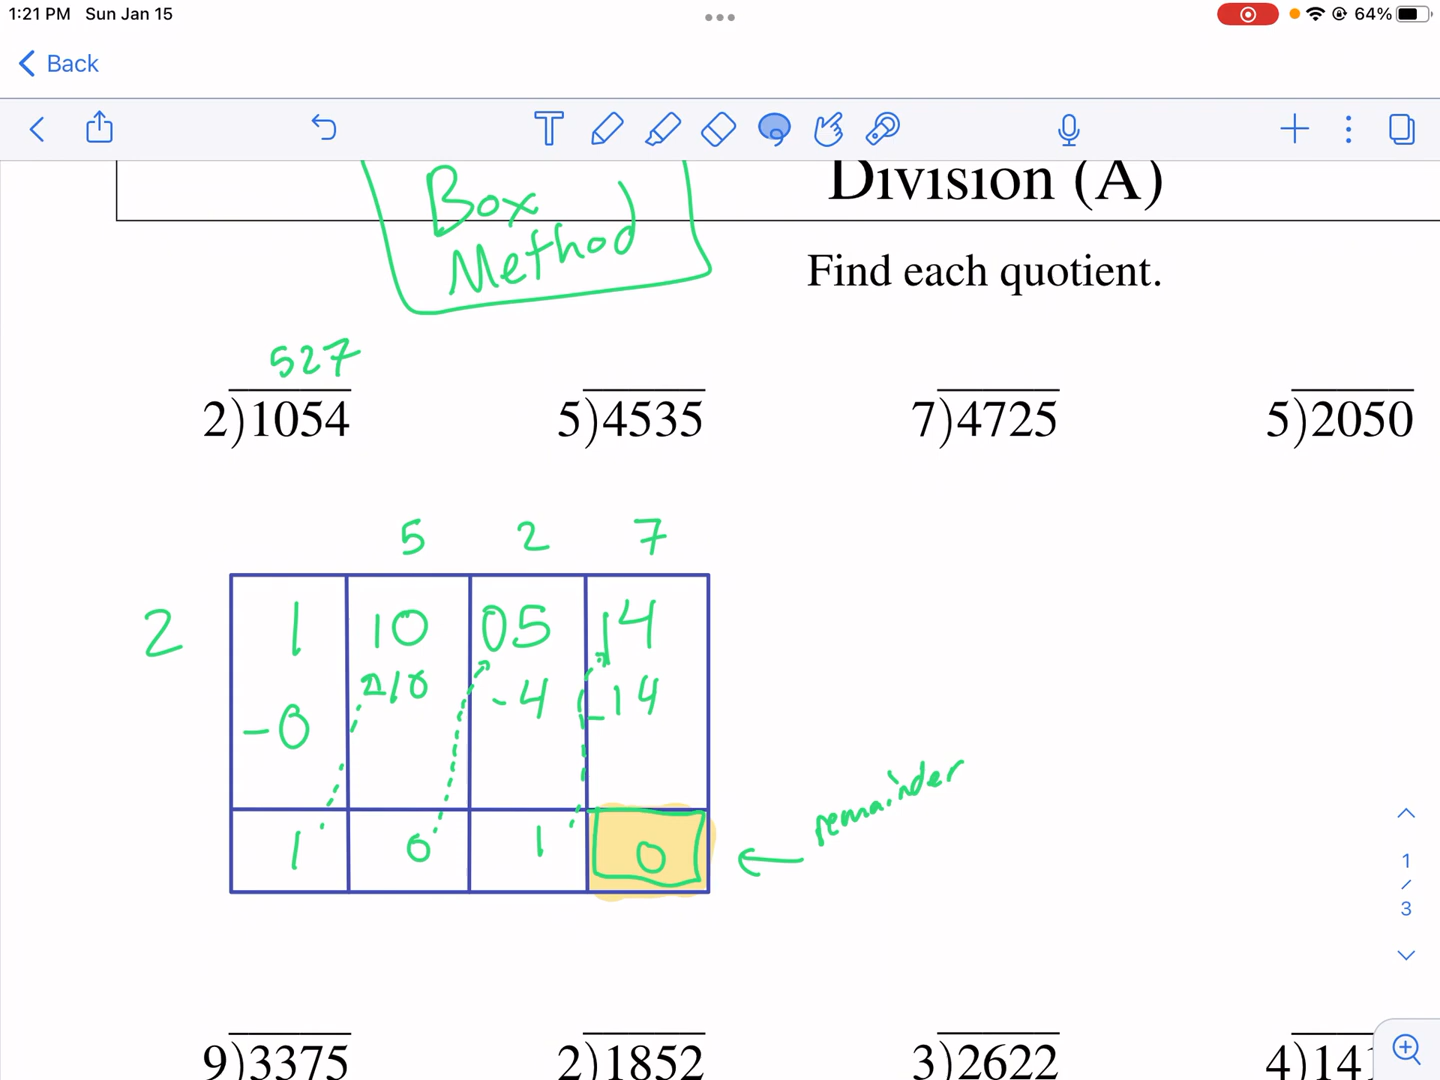 1:21 PM Sun Jan 15
64%
Back
T
Box
Method
Division (A)
Find each quotient.
527
2)1054 5)4535 7)4725 5)2050
5 2 7
2 1 10 05 14
-10 -4 -14
-0
remainder
1 0 1 0
1
/
3
9)3375 2)1852 3)2622